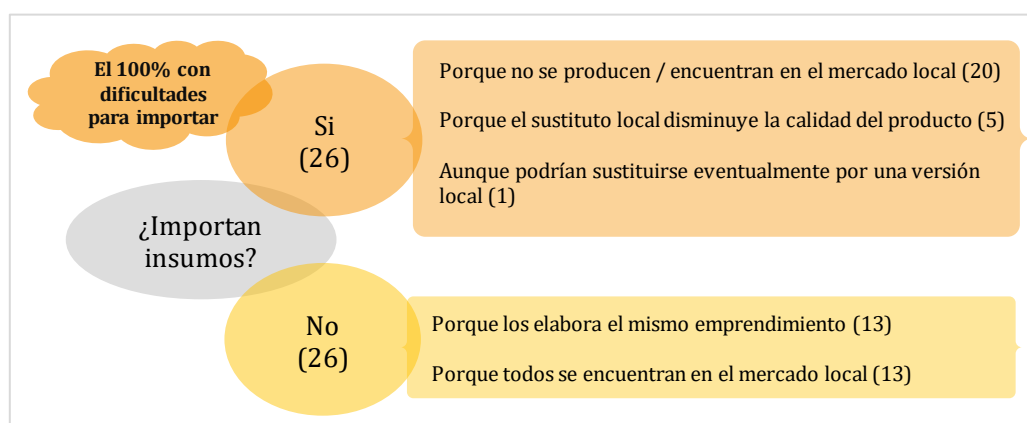 El 100% con
dificultades
para importar
Si
(26)
Porque no se producen / encuentran en el mercado local (20)
Porque el sustituto local disminuye la calidad del producto (5)
Aunque podrían sustituirse eventualmente por una versión
local (1)
¿Importan
insumos?
No
(26)
Porque los elabora el mismo emprendimiento (13)
Porque todos se encuentran en el mercado local (13)